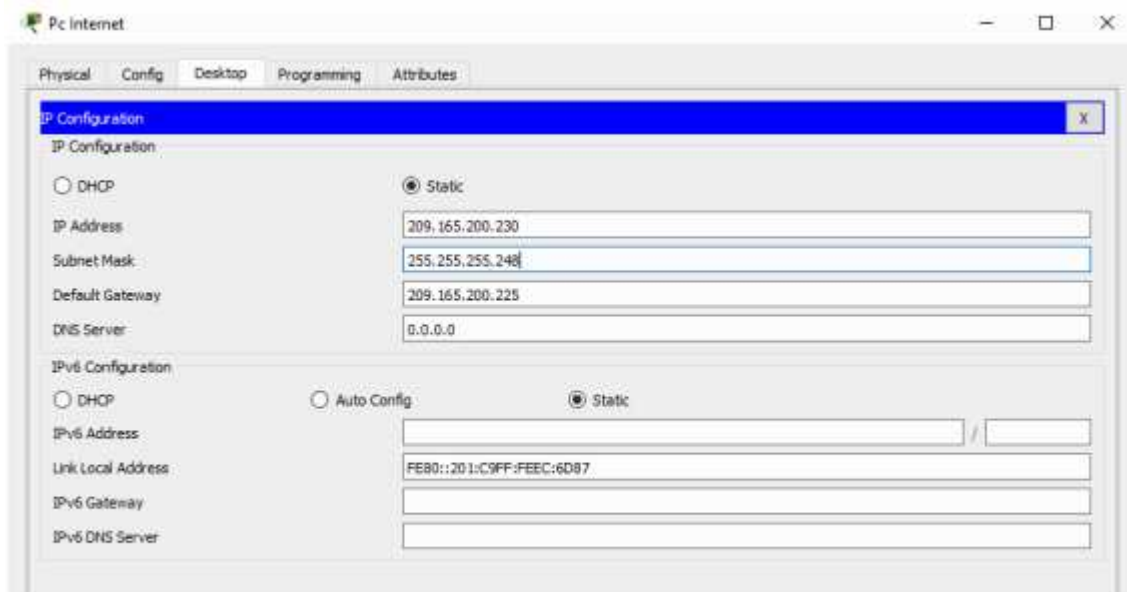 Pc Internet
Physical Config Desktop Programming Attributes
IP Configuration X
IP Configuration
DHCP Static
IP Address 209.165.200.230
Subnet Mask 255.255.255.248
Default Gateway 209.165.200.225
DNS Server 0.0.0.0
IPv6 Configuration
DHCP Auto Config Static
IPv6 Address /
Link Local Address FE80::201:C9FF:FEEC:6D87
IPv6 Gateway
IPv6 DNS Server